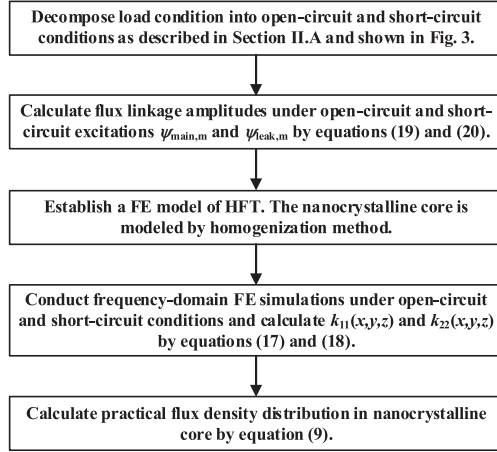 Decompose load condition into open-circuit and short-circuit
conditions as described in Section II.A and shown in Fig. 3.
Calculate flux linkage amplitudes under open-circuit and short-
circuit excitations ψmain,m and ψleak,m by equations (19) and (20).
Establish a FE model of HFT. The nanocrystalline core is
modeled by homogenization method.
Conduct frequency-domain FE simulations under open-circuit
and short-circuit conditions and calculate k11(x,y,z) and k22(x,y,z)
by equations (17) and (18).
Calculate practical flux density distribution in nanocrystalline
core by equation (9).